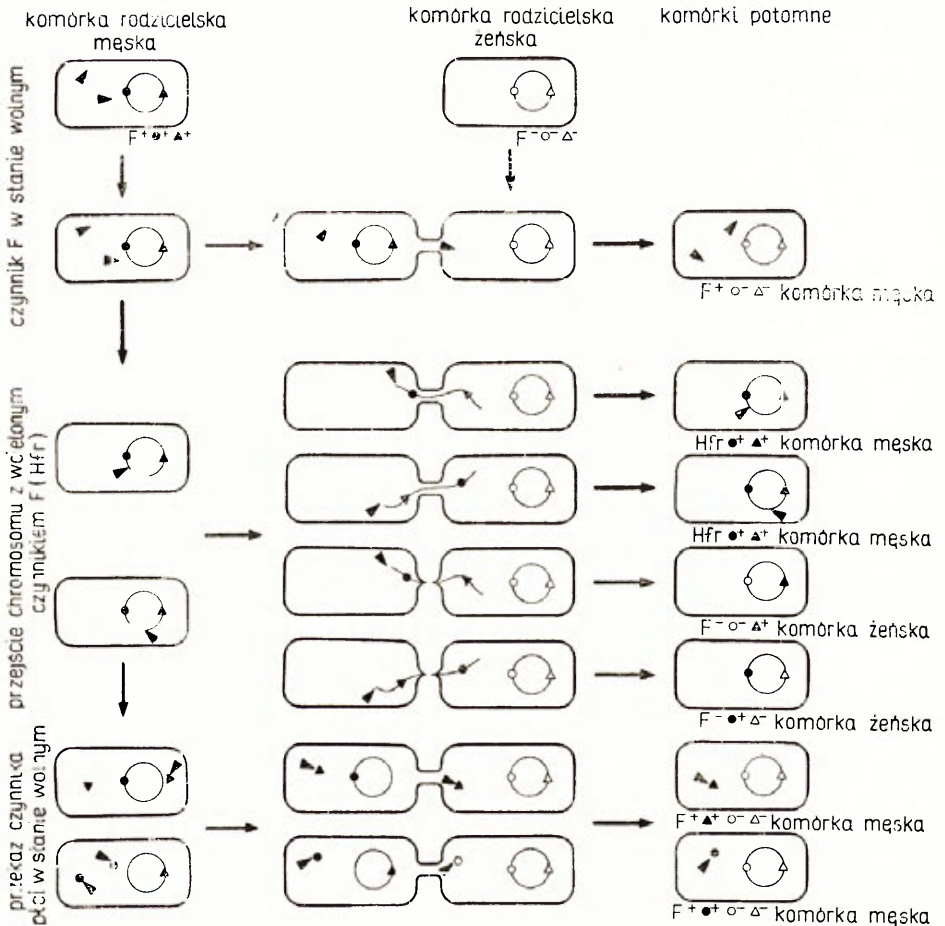 komórka rodzicielska
męska
komórka rodzicielska
żeńska
komórki potomne
czynnik F w stanie wolnym
F⁺ ●⁺ ▲⁺
F⁻ ○⁻ △⁻
F⁺ ○⁻ △⁻ komórka męska
przejście chromosomu z wcielonym
czynnikiem F (Hfr)
Hfr ●⁺ ▲⁺ komórka męska
Hfr ●⁺ ▲⁺ komórka męska
F⁻ ○⁻ ▲⁺ komórka żeńska
F⁻ ●⁺ △⁻ komórka żeńska
przekaz czynnika
płci w stanie wolnym
F⁺ ▲⁺ ○⁻ △⁻ komórka męska
F⁺ ●⁺ ○⁻ △⁻ komórka męska